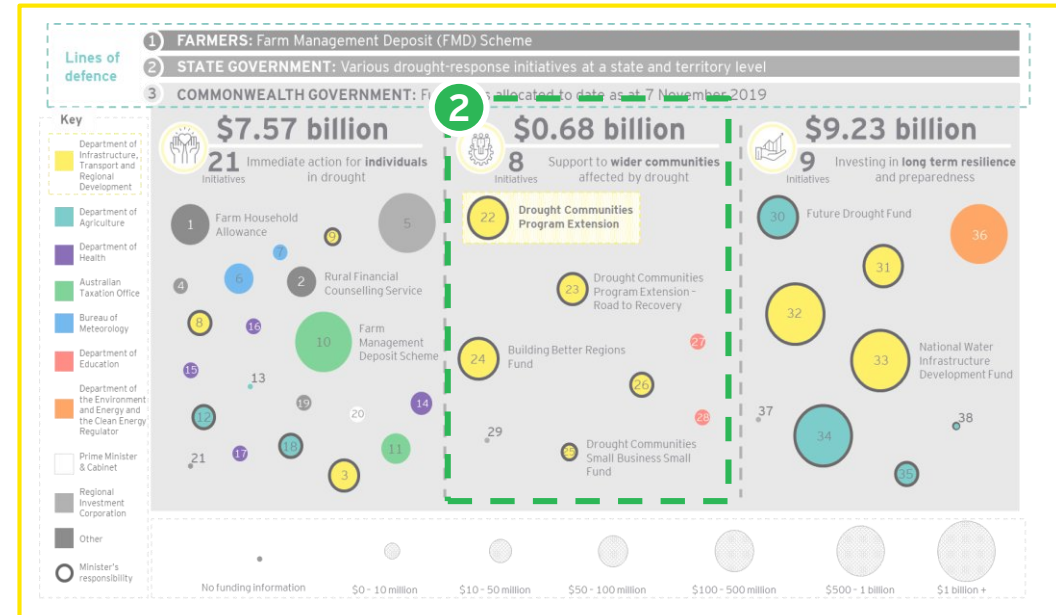 Lines of
defence
1 FARMERS: Farm Management Deposit (FMD) Scheme
2 STATE GOVERNMENT: Various drought-response initiatives at a state and territory level
3 COMMONWEALTH GOVERNMENT: allocated to date as at 7 November 2019
2
Key
Department of
Infrastructure,
Transport and
Regional
Development
Department of
Agriculture
Department of
Health
Australian
Taxation Office
Bureau of
Meteorology
Department of
Education
Department of
the Environment
and Energy and
the Clean Energy
Regulator
Prime Minister
& Cabinet
Regional
Investment
Corporation
Other
Minister's
responsibility
$7.57 billion
21 Initiatives
Immediate action for individuals
in drought
1
Farm Household
Allowance
5
9
7
6
4
2
Rural Financial
Counselling Service
8
16
10
Farm
Management
Deposit Scheme
15
13
19
14
20
12
17
18
11
21
3
$0.68 billion
8 Initiatives
Support to wider communities
affected by drought
22
Drought Communities
Program Extension
23
Drought Communities
Program Extension –
Road to Recovery
24
Building Better Regions
Fund
27
26
28
29
25
Drought Communities
Small Business Small
Fund
$9.23 billion
9 Initiatives
Investing in long term resilience
and preparedness
30
Future Drought Fund
36
31
32
33
National Water
Infrastructure
Development Fund
37
38
34
35
No funding information
$0 - 10 million
$10 - 50 million
$50 - 100 million
$100 - 500 million
$500 - 1 billion
$1 billion +